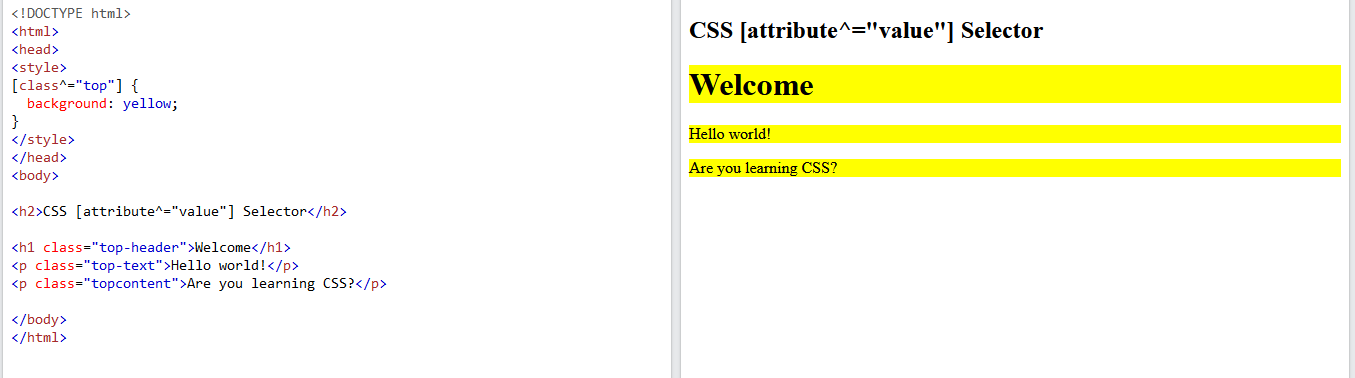 <!DOCTYPE html>
<html>
<head>
<style>
[class^="top"] {
  background: yellow;
}
</style>
</head>
<body>

<h2>CSS [attribute^="value"] Selector</h2>

<h1 class="top-header">Welcome</h1>
<p class="top-text">Hello world!</p>
<p class="topcontent">Are you learning CSS?</p>

</body>
</html>

CSS [attribute^="value"] Selector
Welcome
Hello world!
Are you learning CSS?